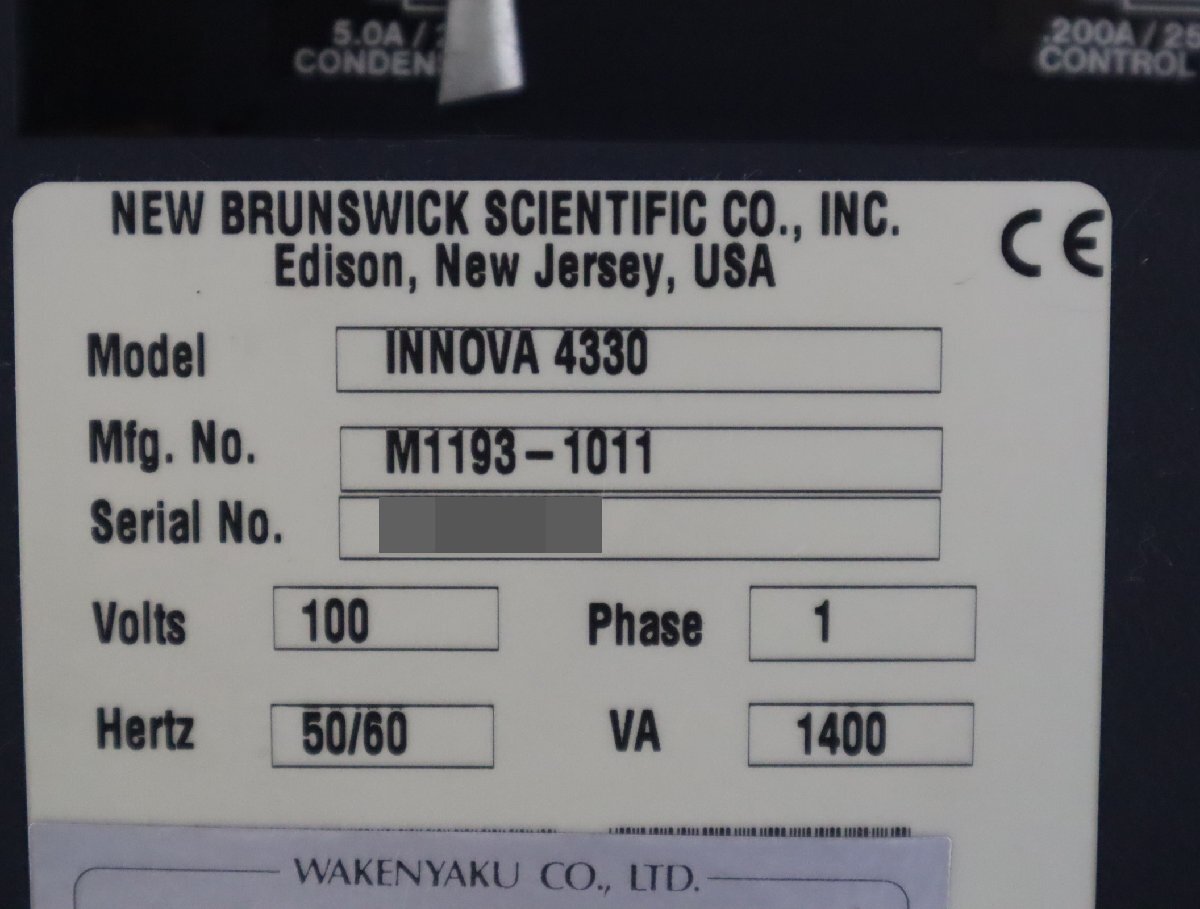 5.0A / 2
.200A / 25
CONTROL
NEW BRUNSWICK SCIENTIFIC CO., INC.
CE
Edison, New Jersey, USA
Model INNOVA 4330
Mfg. No. M1193-1011
Serial No.
Volts 100 Phase 1
Hertz 50/60 VA 1400
WAKENYAKU CO., LTD.